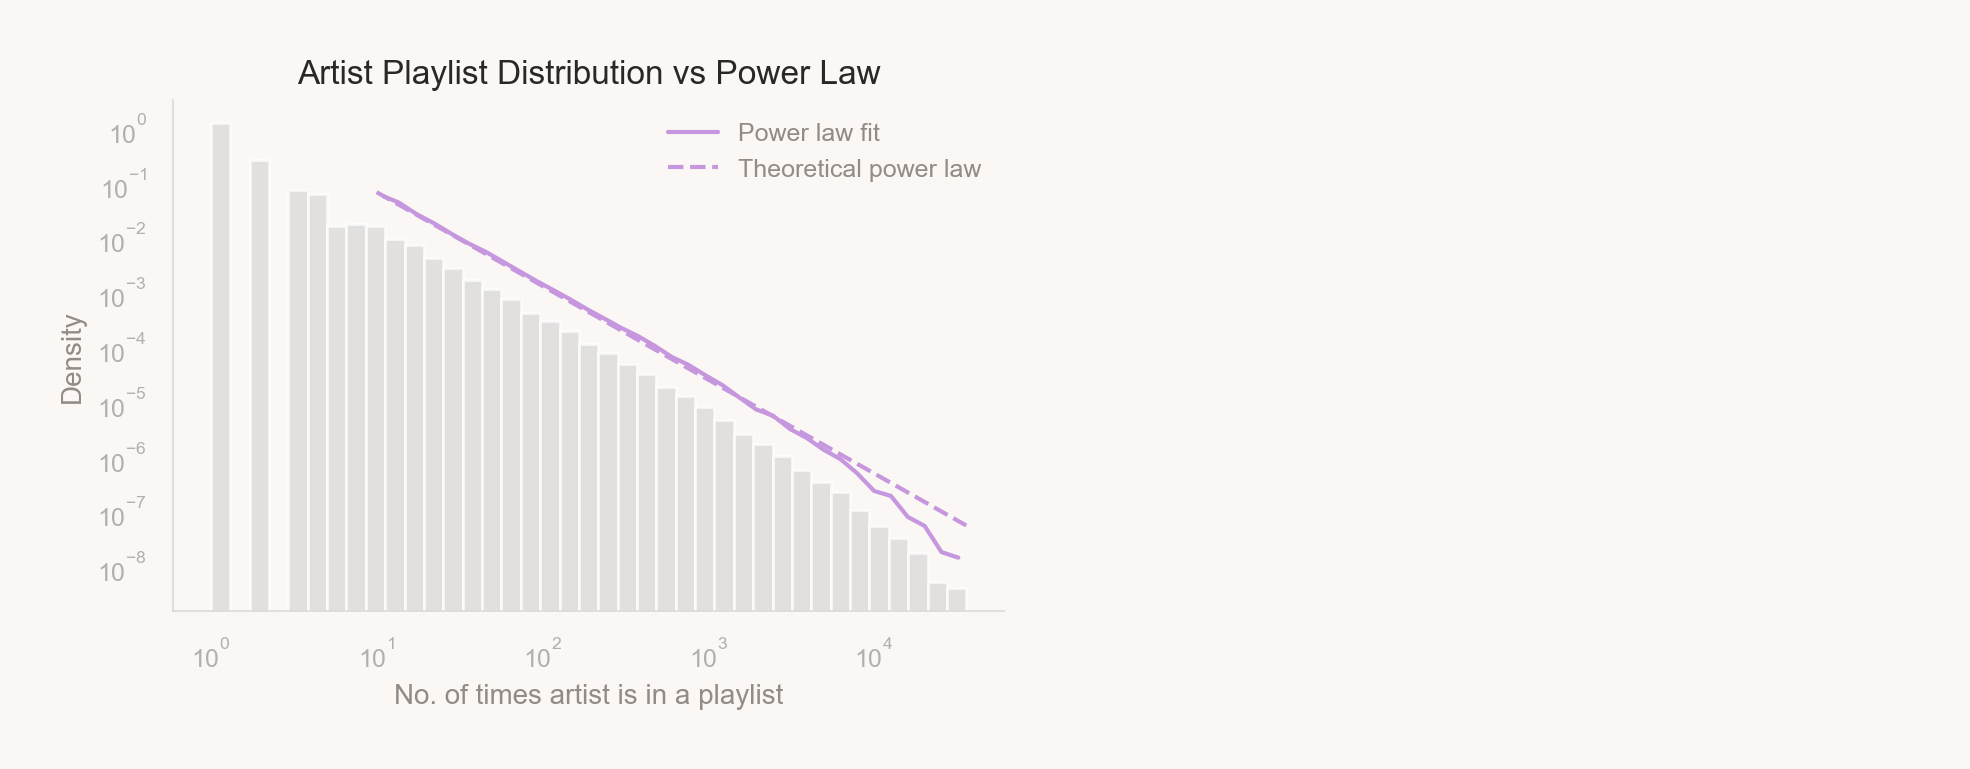 Artist Playlist Distribution vs Power Law
Power law fit
Theoretical power law
Density
10^0
10^−1
10^−2
10^−3
10^−4
10^−5
10^−6
10^−7
10^−8
10^0 10^1 10^2 10^3 10^4
No. of times artist is in a playlist